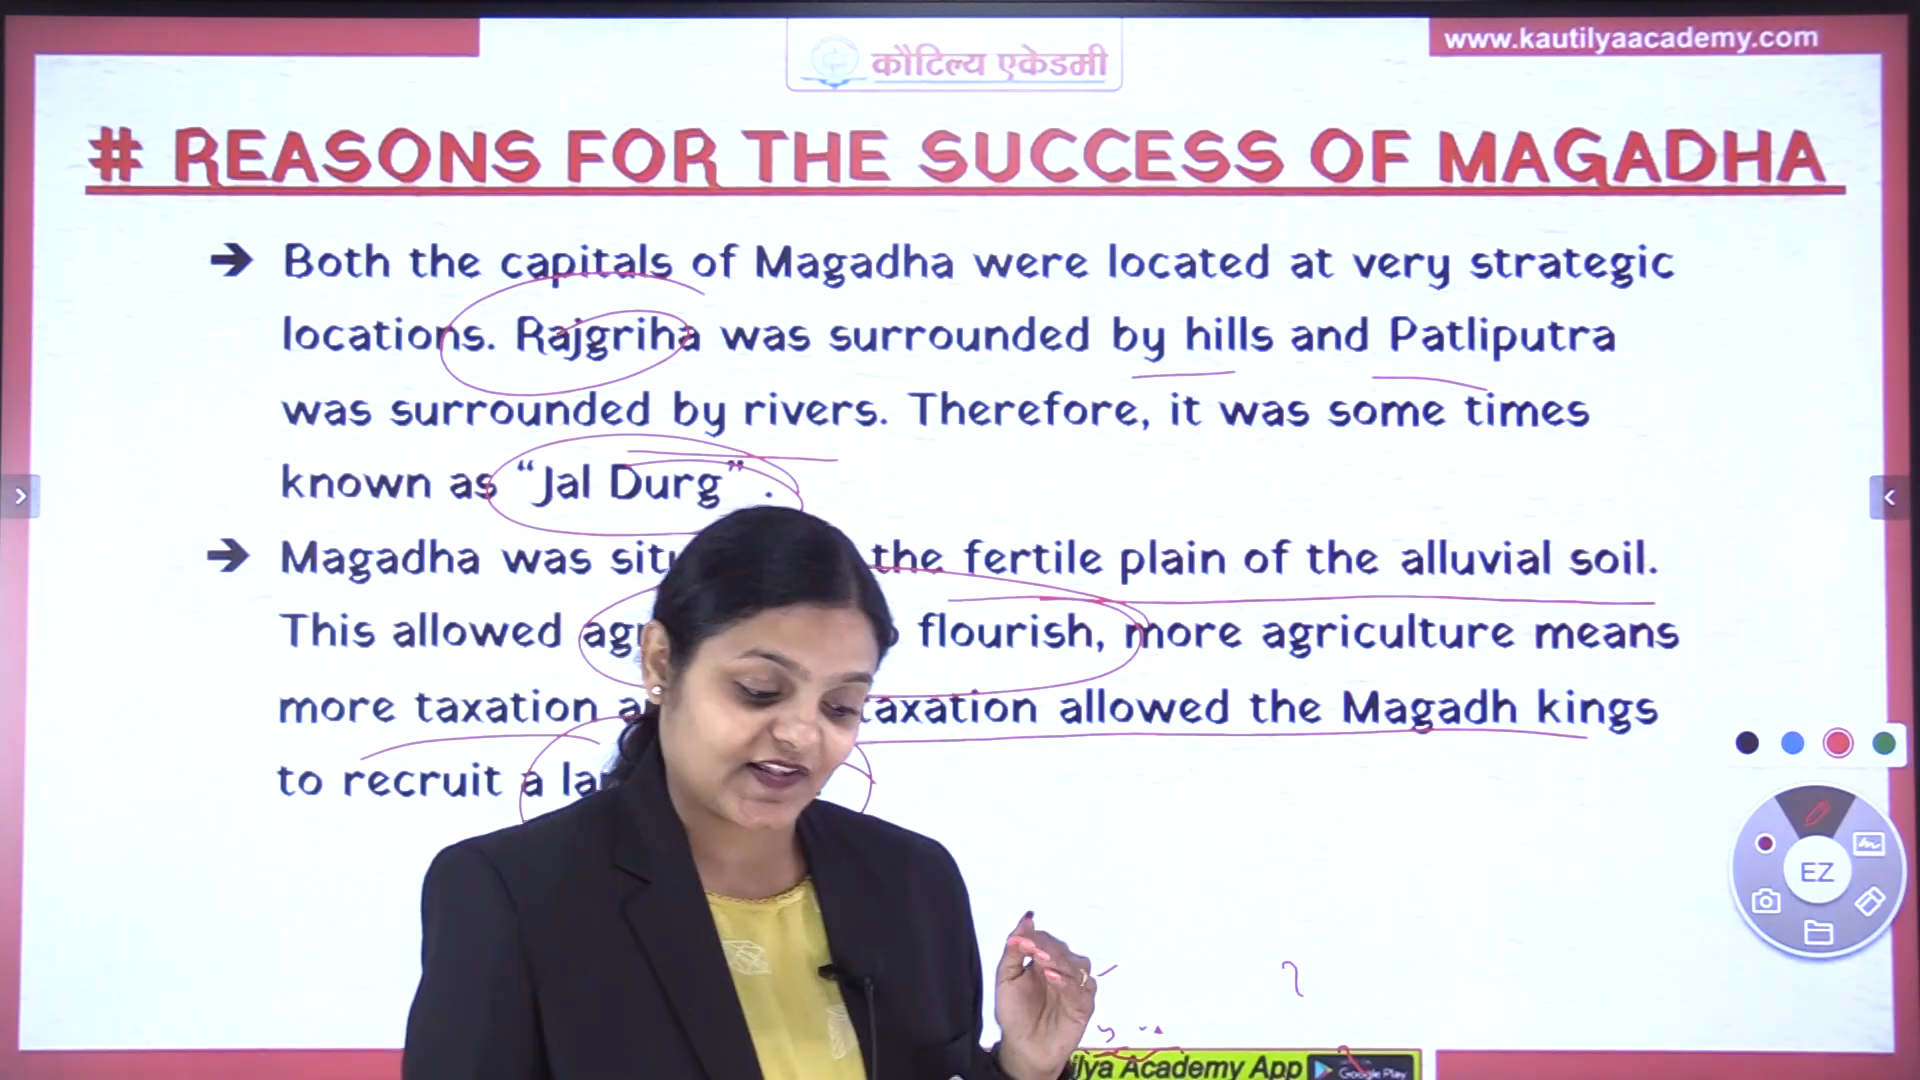 www.kautilyaacademy.com
कौटिल्य एकेडमी
# REASONS FOR THE SUCCESS OF MAGADHA
➔ Both the capitals of Magadha were located at very strategic
locations. Rajgriha was surrounded by hills and Patliputra
was surrounded by rivers. Therefore, it was some times
known as “Jal Durg” .
➔ Magadha was the fertile plain of the alluvial soil.
This allowed flourish, more agriculture means
more taxation taxation allowed the Magadh kings
to recruit a
EZ
Academy App Google Play